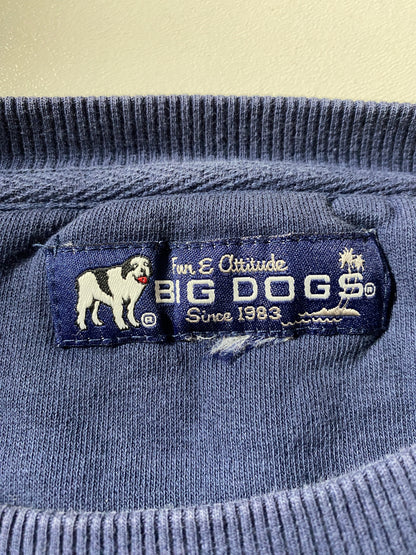 Fun & Attitude
BIG DOGS®
Since 1983
®